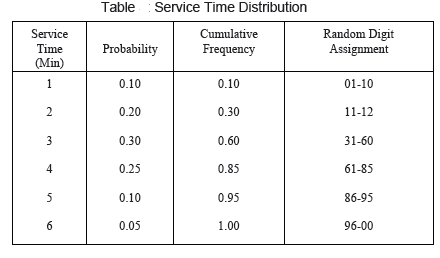 Table : Service Time Distribution
Service Time (Min) Probability Cumulative Frequency Random Digit Assignment
1 0.10 0.10 01-10
2 0.20 0.30 11-12
3 0.30 0.60 31-60
4 0.25 0.85 61-85
5 0.10 0.95 86-95
6 0.05 1.00 96-00